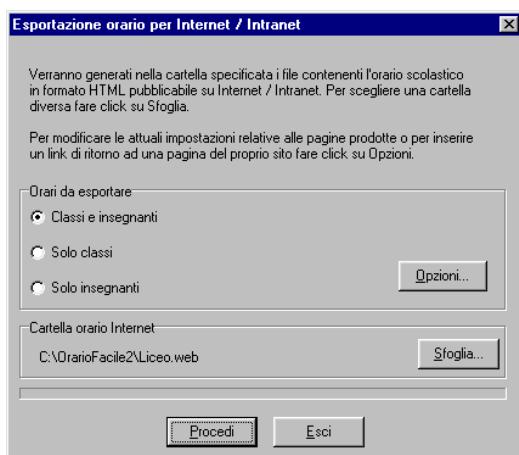 Esportazione orario per Internet / Intranet
Verranno generati nella cartella specificata i file contenenti l'orario scolastico
in formato HTML pubblicabile su Internet / Intranet. Per scegliere una cartella
diversa fare click su Sfoglia.
Per modificare le attuali impostazioni relative alle pagine prodotte o per inserire
un link di ritorno ad una pagina del proprio sito fare click su Opzioni.
Orari da esportare
Classi e insegnanti
Solo classi
Solo insegnanti
Opzioni...
Cartella orario Internet
C:\OrarioFacile2\Liceo.web
Sfoglia...
Procedi
Esci